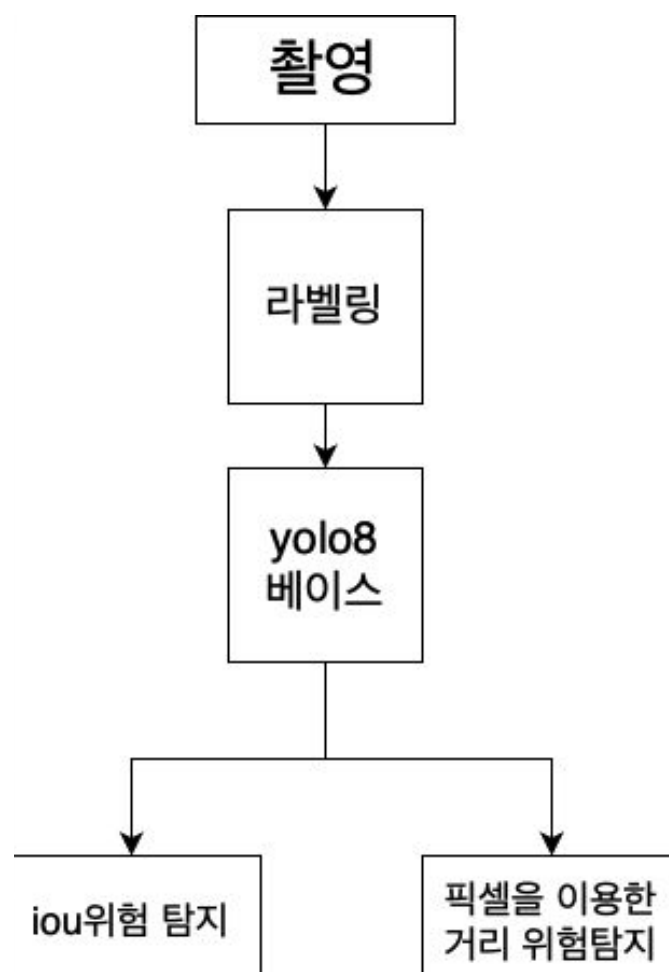 촬영
라벨링
yolo8
베이스
iou위험 탐지
픽셀을 이용한
거리 위험탐지